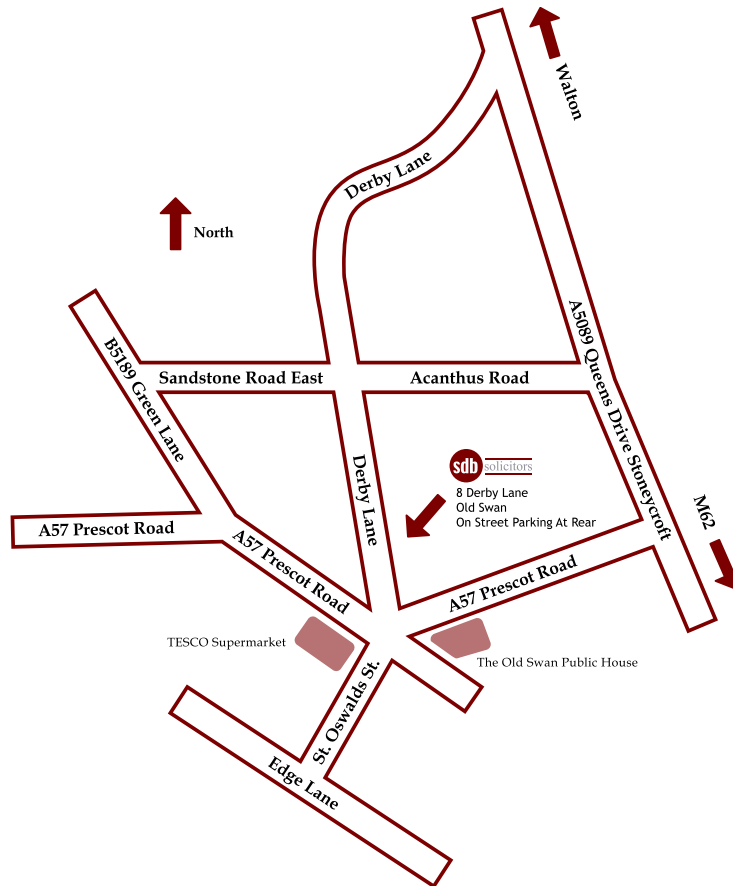 Walton
Derby Lane
North
A5089 Queens Drive Stoneycroft
B5189 Green Lane
Sandstone Road East
Acanthus Road
Derby Lane
sdb solicitors
8 Derby Lane
Old Swan
On Street Parking At Rear
M62
A57 Prescot Road
A57 Prescot Road
A57 Prescot Road
TESCO Supermarket
The Old Swan Public House
St. Oswalds St.
Edge Lane